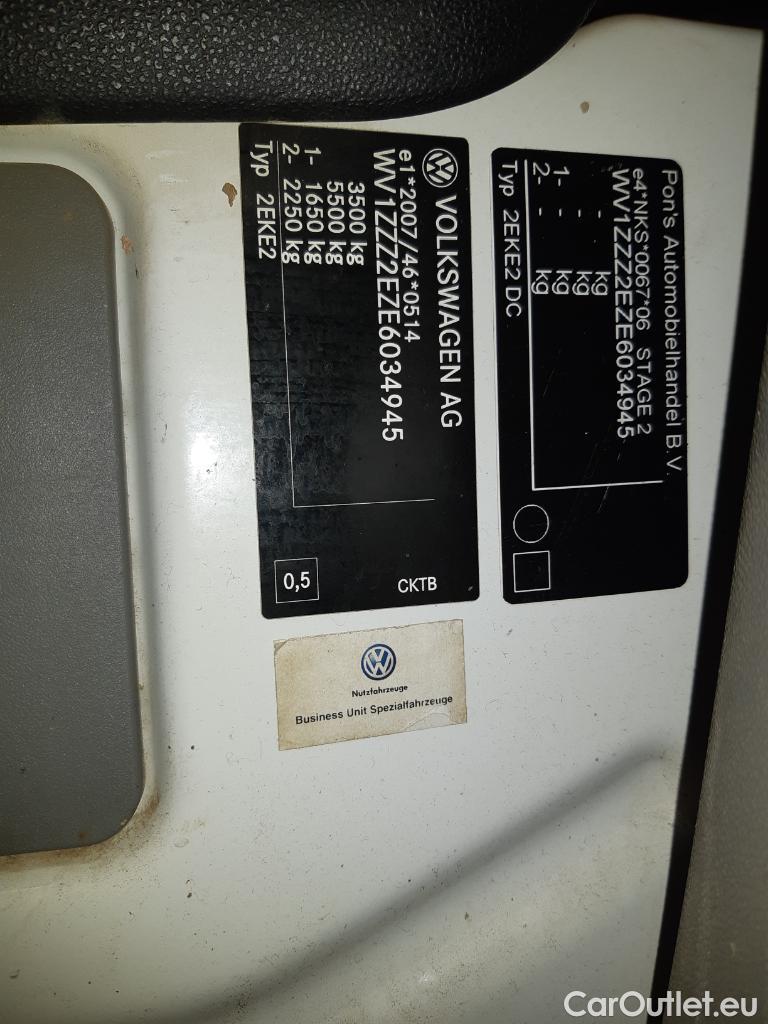 VOLKSWAGEN AG
e1*2007/46*0514
WV1ZZZ2EZE6034945
3500 kg
5500 kg
1- 1650 kg
2- 2250 kg
Typ 2EKE2
0,5
CKTB
Pon's Automobielhandel B.V.
e4*NKS*0067*06 STAGE 2
WV1ZZZ2EZE6034945
- kg
- kg
1- - kg
2- - kg
Typ 2EKE2 DC
Nutzfahrzeuge
Business Unit Spezialfahrzeuge
CarOutlet.eu